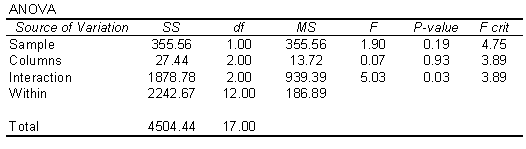 ANOVA
Source of Variation SS df MS F P-value F crit
Sample 355.56 1.00 355.56 1.90 0.19 4.75
Columns 27.44 2.00 13.72 0.07 0.93 3.89
Interaction 1878.78 2.00 939.39 5.03 0.03 3.89
Within 2242.67 12.00 186.89
Total 4504.44 17.00